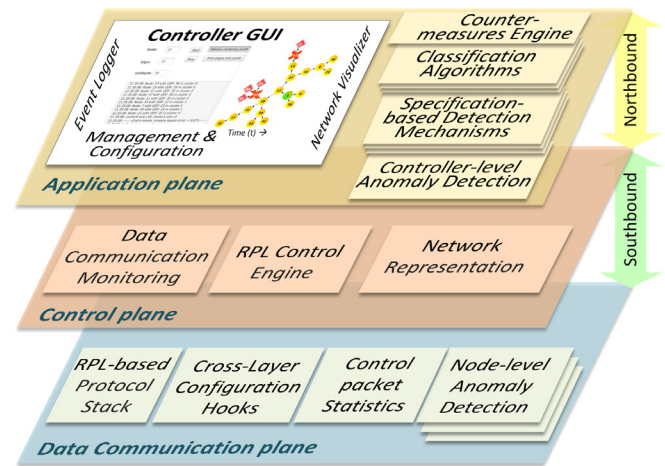 Controller GUI
Event Logger
Network Visualizer
Management &
Configuration
Time (t) →
Counter-
measures Engine
Classification
Algorithms
Specification-
based Detection
Mechanisms
Controller-level
Anomaly Detection
Application plane
Northbound
Southbound
Data
Communication
Monitoring
RPL Control
Engine
Network
Representation
Control plane
RPL-based
Protocol
Stack
Cross-Layer
Configuration
Hooks
Control
packet
Statistics
Node-level
Anomaly
Detection
Data Communication plane